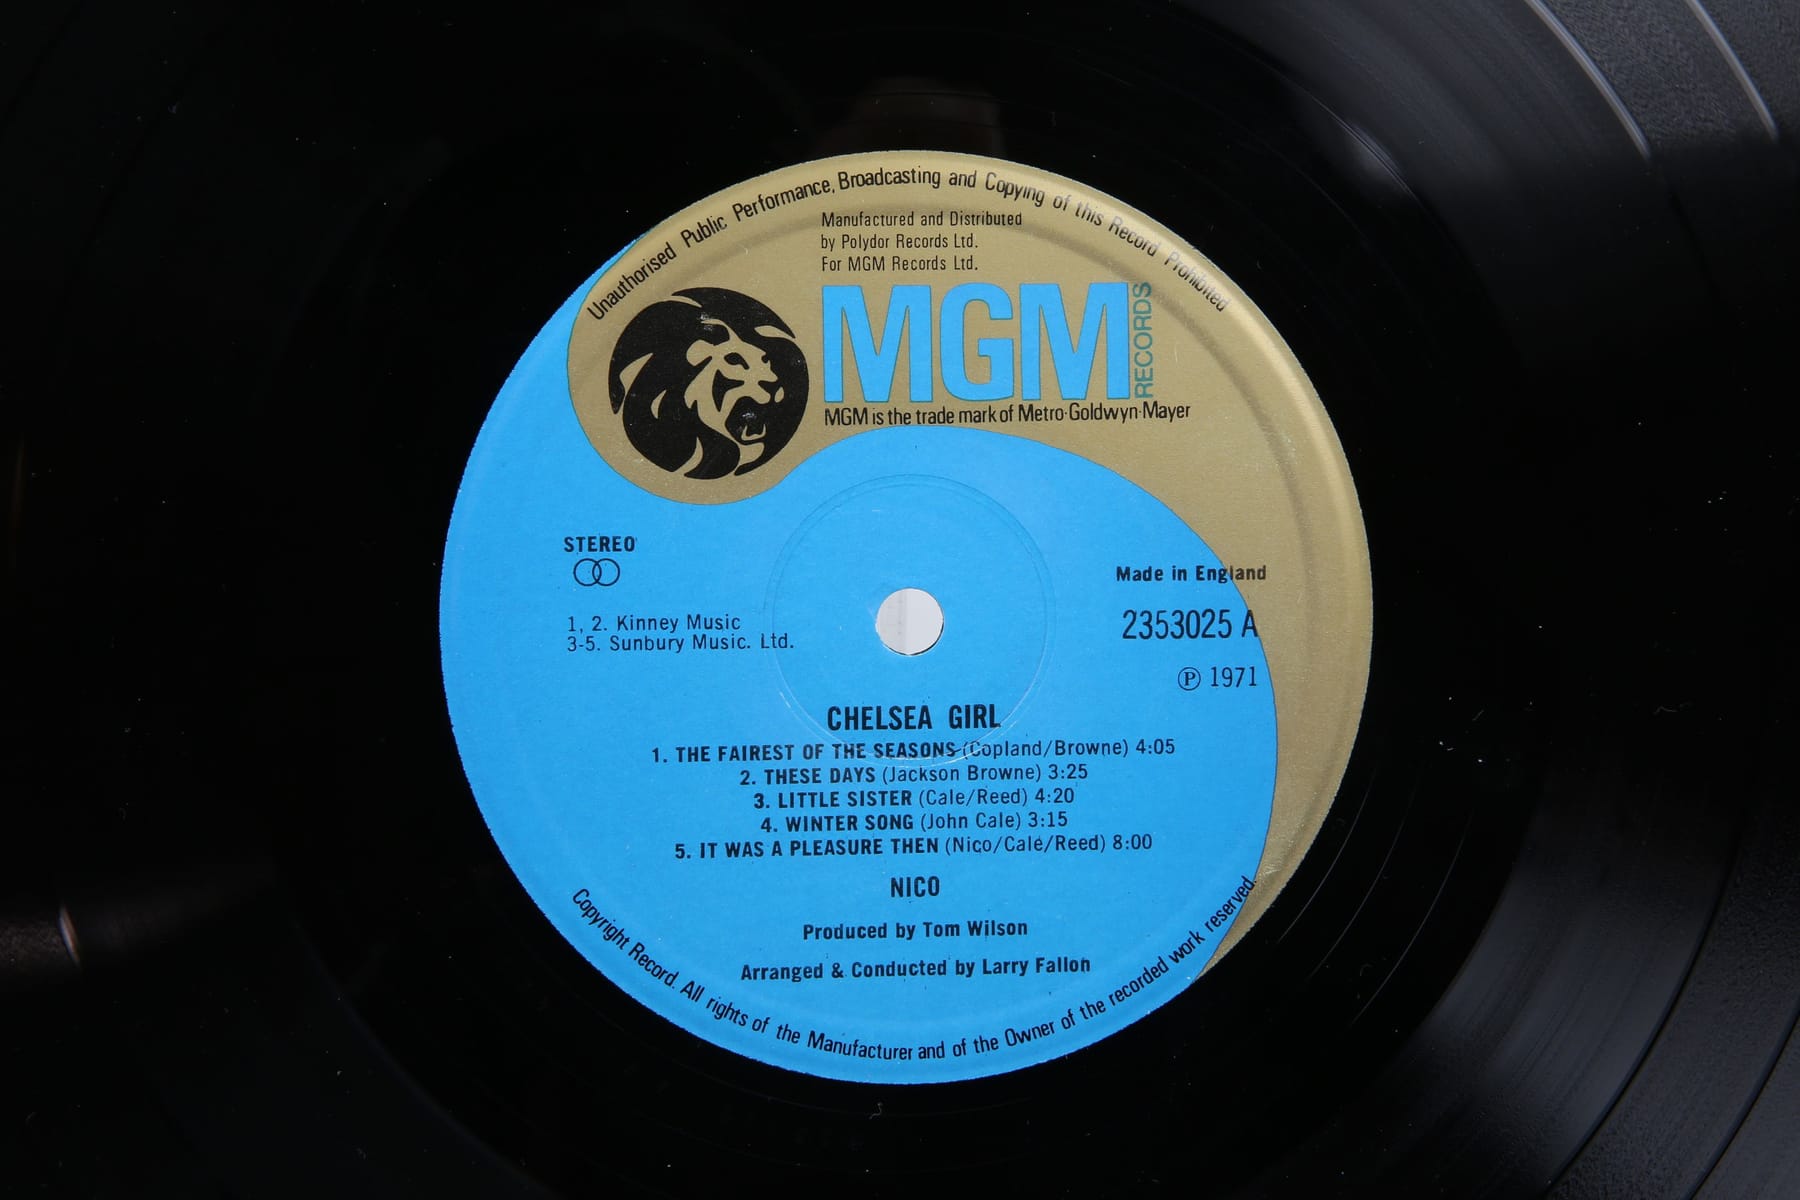 Unauthorised Public Performance, Broadcasting and Copying of this Record Prohibited
Manufactured and Distributed
by Polydor Records Ltd.
For MGM Records Ltd.
MGM RECORDS
MGM is the trade mark of Metro-Goldwyn-Mayer
STEREO
Made in England
2353025 A
℗ 1971
1, 2. Kinney Music
3-5. Sunbury Music. Ltd.
CHELSEA GIRL
1. THE FAIREST OF THE SEASONS (Copland/Browne) 4:05
2. THESE DAYS (Jackson Browne) 3:25
3. LITTLE SISTER (Cale/Reed) 4:20
4. WINTER SONG (John Cale) 3:15
5. IT WAS A PLEASURE THEN (Nico/Cale/Reed) 8:00
NICO
Produced by Tom Wilson
Arranged & Conducted by Larry Fallon
Copyright Record. All rights of the Manufacturer and of the Owner of the recorded work reserved.